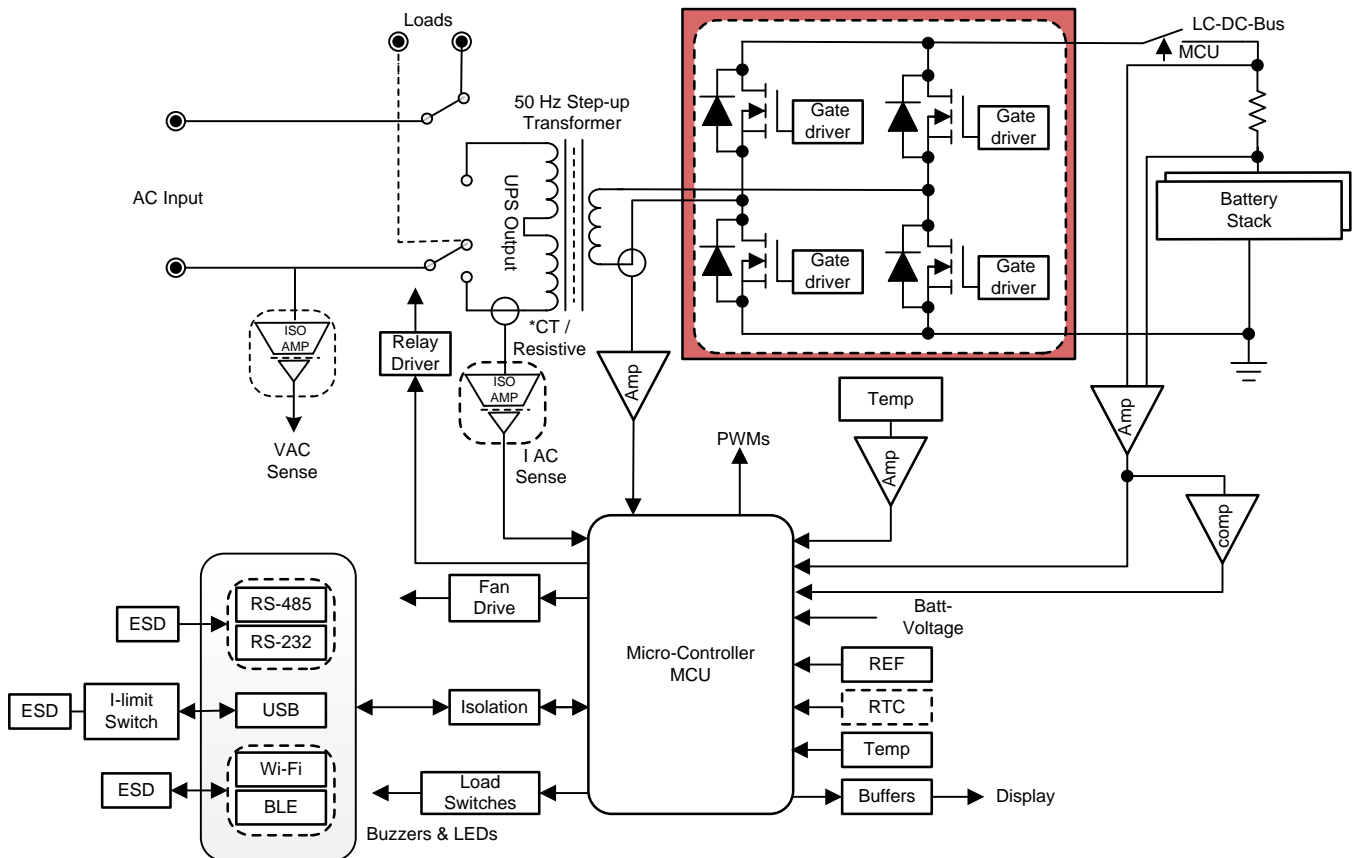 Loads
LC-DC-Bus
MCU
50 Hz Step-up
Transformer
Gate
driver
Gate
driver
AC Input
UPS Output
Battery
Stack
Gate
driver
Gate
driver
*CT /
Resistive
ISO
AMP
Relay
Driver
ISO
AMP
Amp
Temp
Amp
VAC
Sense
I AC
Sense
PWMs
Amp
comp
RS-485
RS-232
ESD
Fan
Drive
Batt-
Voltage
Micro-Controller
MCU
REF
ESD
I-limit
Switch
USB
Isolation
RTC
Temp
ESD
Wi-Fi
BLE
Load
Switches
Buffers
Display
Buzzers & LEDs